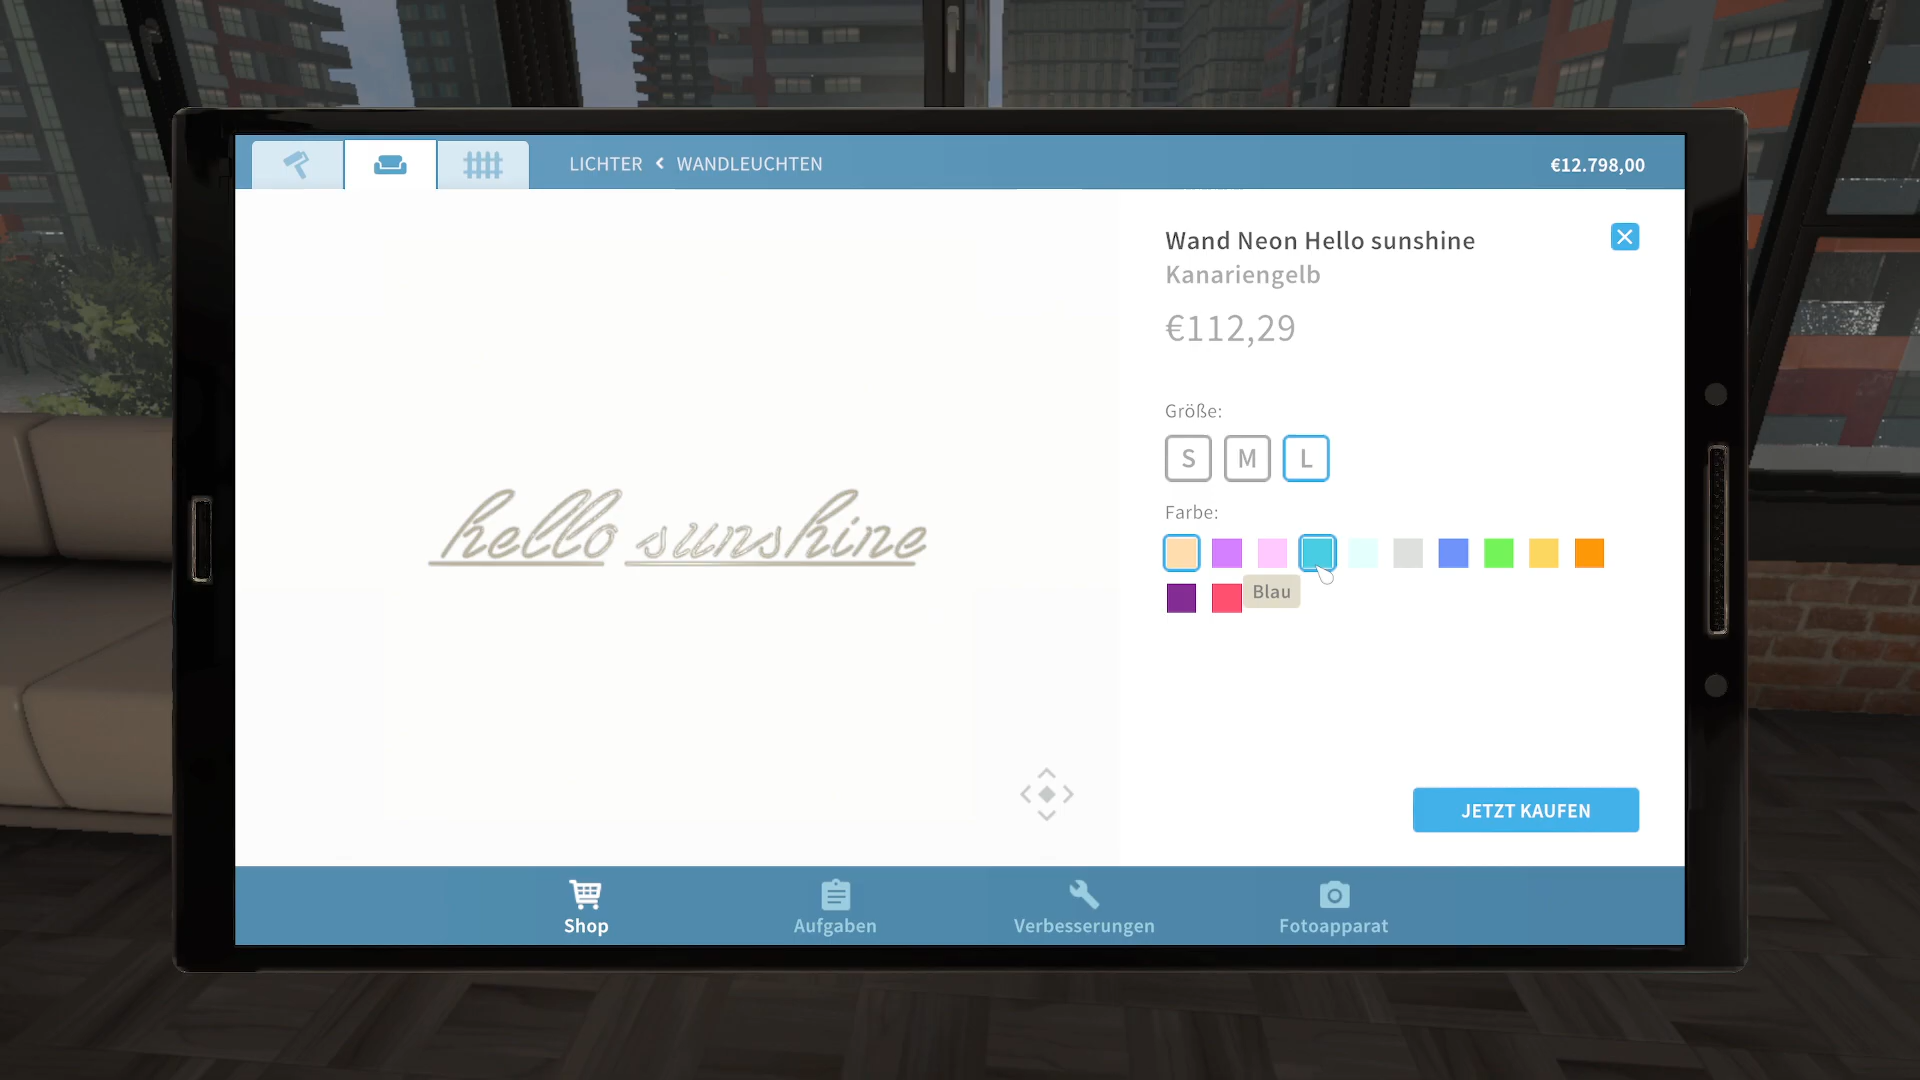 LICHTER < WANDLEUCHTEN
€12.798,00
Wand Neon Hello sunshine
Kanariengelb
€112,29
Größe:
S M L
Farbe:
Blau
hello sunshine
JETZT KAUFEN
Shop
Aufgaben
Verbesserungen
Fotoapparat